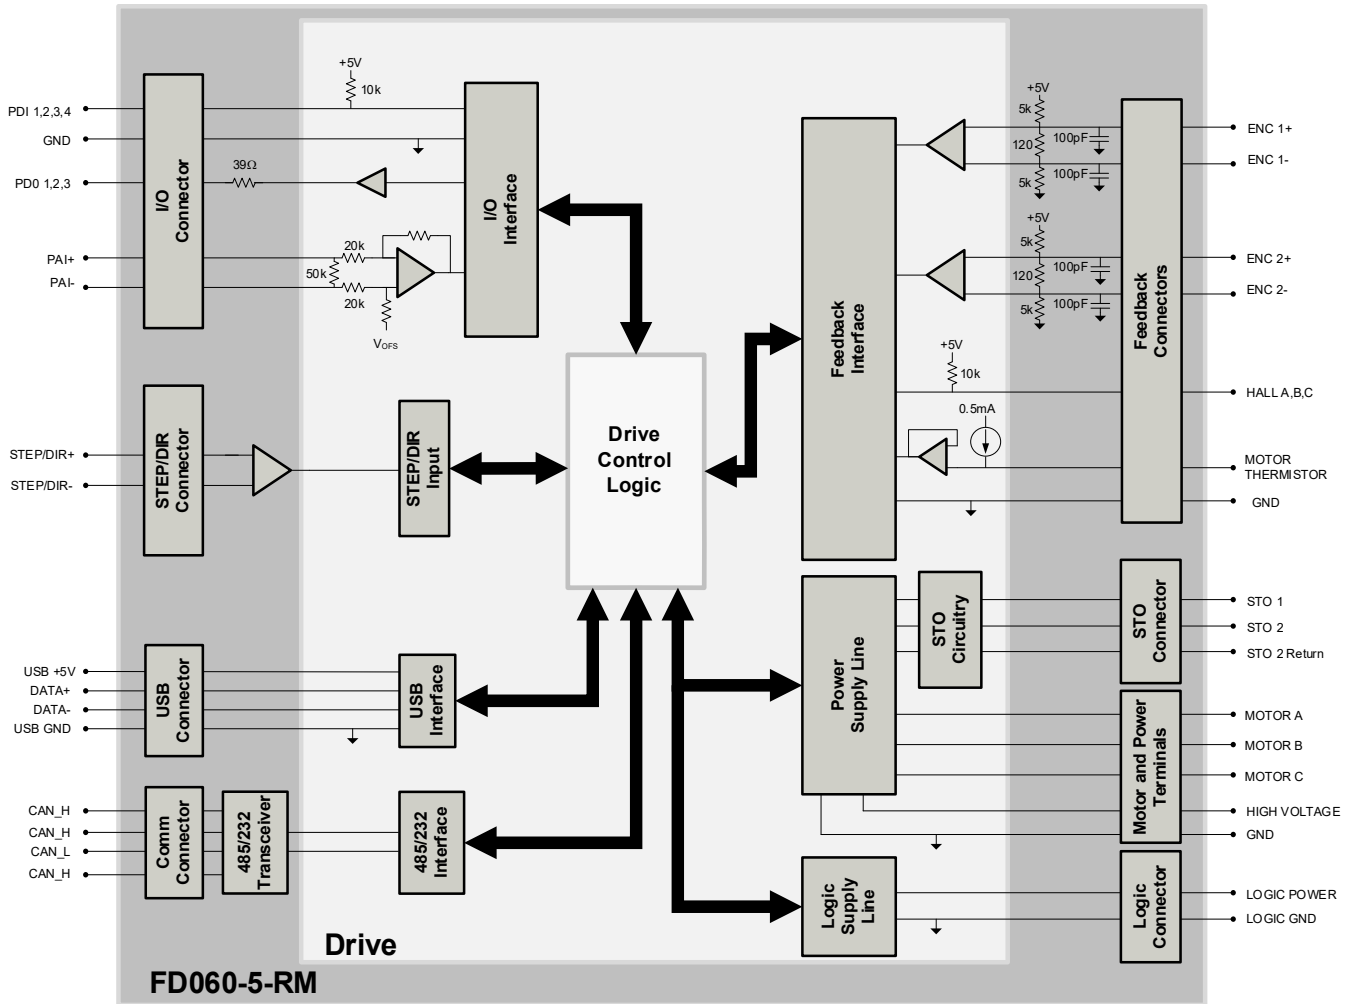 PDI 1,2,3,4
GND
PD0 1,2,3
PAI+
PAI-
I/O
Connector
+5V
10k
39Ω
20k
50k
20k
VOFS
I/O
Interface
STEP/DIR+
STEP/DIR-
STEP/DIR
Connector
STEP/DIR
Input
USB +5V
DATA+
DATA-
USB GND
USB
Connector
USB
Interface
CAN_H
CAN_H
CAN_L
CAN_H
Comm
Connector
485/232
Transceiver
485/232
Interface
Drive
Control
Logic
Feedback
Interface
+5V
5k
120
5k
100pF
100pF
+5V
5k
120
5k
100pF
100pF
+5V
10k
0.5mA
Feedback
Connectors
ENC 1+
ENC 1-
ENC 2+
ENC 2-
HALL A,B,C
MOTOR
THERMISTOR
GND
Power
Supply Line
STO
Circuitry
STO
Connector
STO 1
STO 2
STO 2 Return
Motor and Power
Terminals
MOTOR A
MOTOR B
MOTOR C
HIGH VOLTAGE
GND
Logic
Supply
Line
Logic
Connector
LOGIC POWER
LOGIC GND
Drive
FD060-5-RM